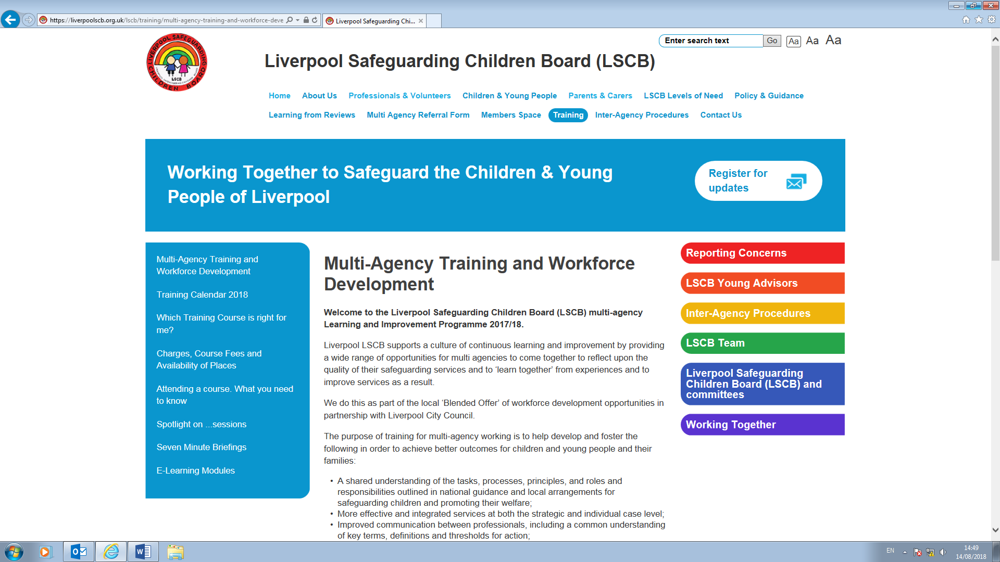 https://liverpoolscb.org.uk/lscb/training/multi-agency-training-and-workforce-deve
Liverpool Safeguarding Chi...
LIVERPOOL SAFEGUARDING
CHILDREN BOARD
LSCB
Enter search text
Go
Aa Aa Aa
Liverpool Safeguarding Children Board (LSCB)
Home About Us Professionals & Volunteers Children & Young People Parents & Carers LSCB Levels of Need Policy & Guidance
Learning from Reviews Multi Agency Referral Form Members Space Training Inter-Agency Procedures Contact Us
Working Together to Safeguard the Children & Young
People of Liverpool
Register for
updates
Multi-Agency Training and
Workforce Development
Training Calendar 2018
Which Training Course is right for
me?
Charges, Course Fees and
Availability of Places
Attending a course. What you need
to know
Spotlight on ...sessions
Seven Minute Briefings
E-Learning Modules
Multi-Agency Training and Workforce
Development
Welcome to the Liverpool Safeguarding Children Board (LSCB) multi-agency
Learning and Improvement Programme 2017/18.
Liverpool LSCB supports a culture of continuous learning and improvement by providing
a wide range of opportunities for multi agencies to come together to reflect upon the
quality of their safeguarding services and to ‘learn together’ from experiences and to
improve services as a result.
We do this as part of the local ‘Blended Offer’ of workforce development opportunities in
partnership with Liverpool City Council.
The purpose of training for multi-agency working is to help develop and foster the
following in order to achieve better outcomes for children and young people and their
families:
• A shared understanding of the tasks, processes, principles, and roles and
responsibilities outlined in national guidance and local arrangements for
safeguarding children and promoting their welfare;
• More effective and integrated services at both the strategic and individual case level;
• Improved communication between professionals, including a common understanding
of key terms, definitions and thresholds for action;
Reporting Concerns
LSCB Young Advisors
Inter-Agency Procedures
LSCB Team
Liverpool Safeguarding
Children Board (LSCB) and
committees
Working Together
EN
14:49
14/08/2018